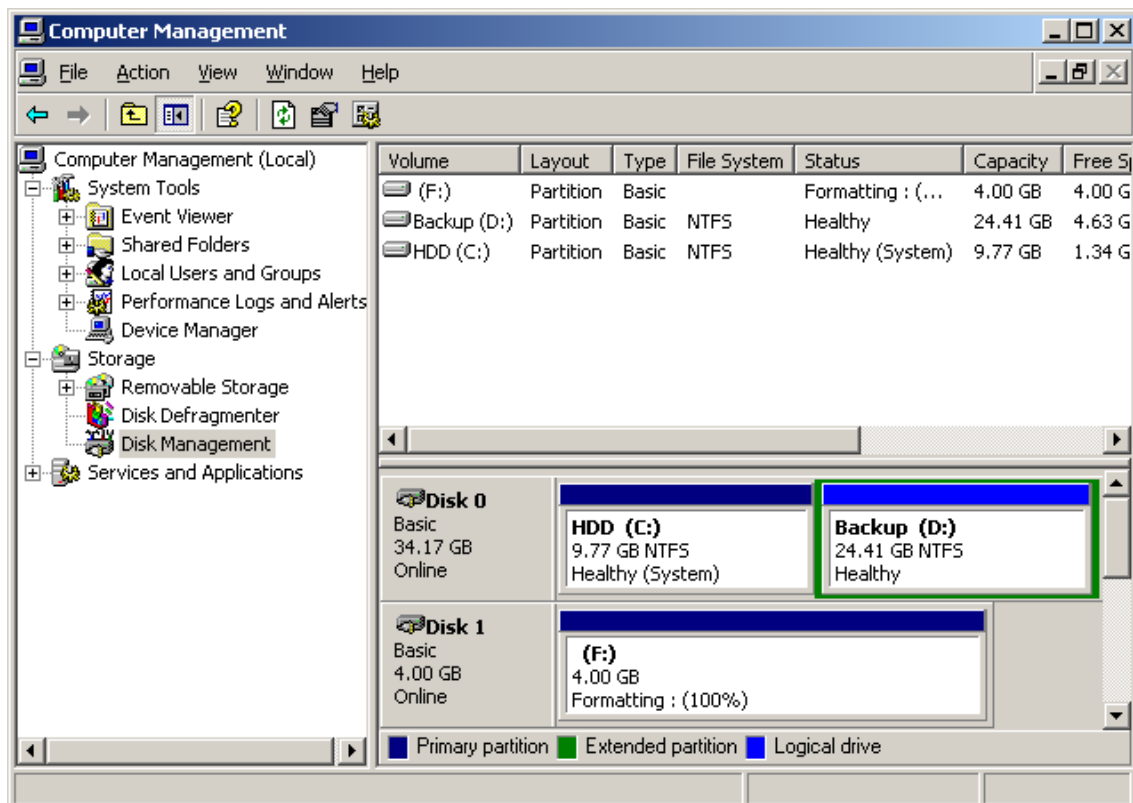 Computer Management
File Action View Window Help
Computer Management (Local)
System Tools
Event Viewer
Shared Folders
Local Users and Groups
Performance Logs and Alerts
Device Manager
Storage
Removable Storage
Disk Defragmenter
Disk Management
Services and Applications
Volume Layout Type File System Status Capacity Free Sp
(F:) Partition Basic Formatting : (... 4.00 GB 4.00 G
Backup (D:) Partition Basic NTFS Healthy 24.41 GB 4.63 G
HDD (C:) Partition Basic NTFS Healthy (System) 9.77 GB 1.34 G
Disk 0
Basic
34.17 GB
Online
HDD (C:)
9.77 GB NTFS
Healthy (System)
Backup (D:)
24.41 GB NTFS
Healthy
Disk 1
Basic
4.00 GB
Online
(F:)
4.00 GB
Formatting : (100%)
Primary partition Extended partition Logical drive